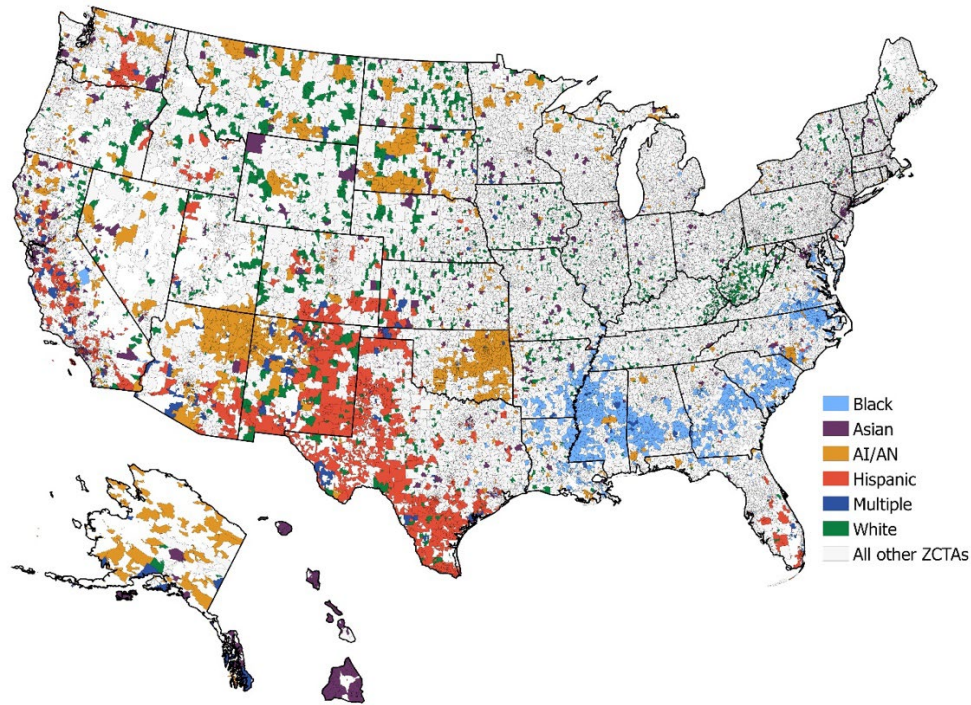 Black
Asian
AI/AN
Hispanic
Multiple
White
All other ZCTAs